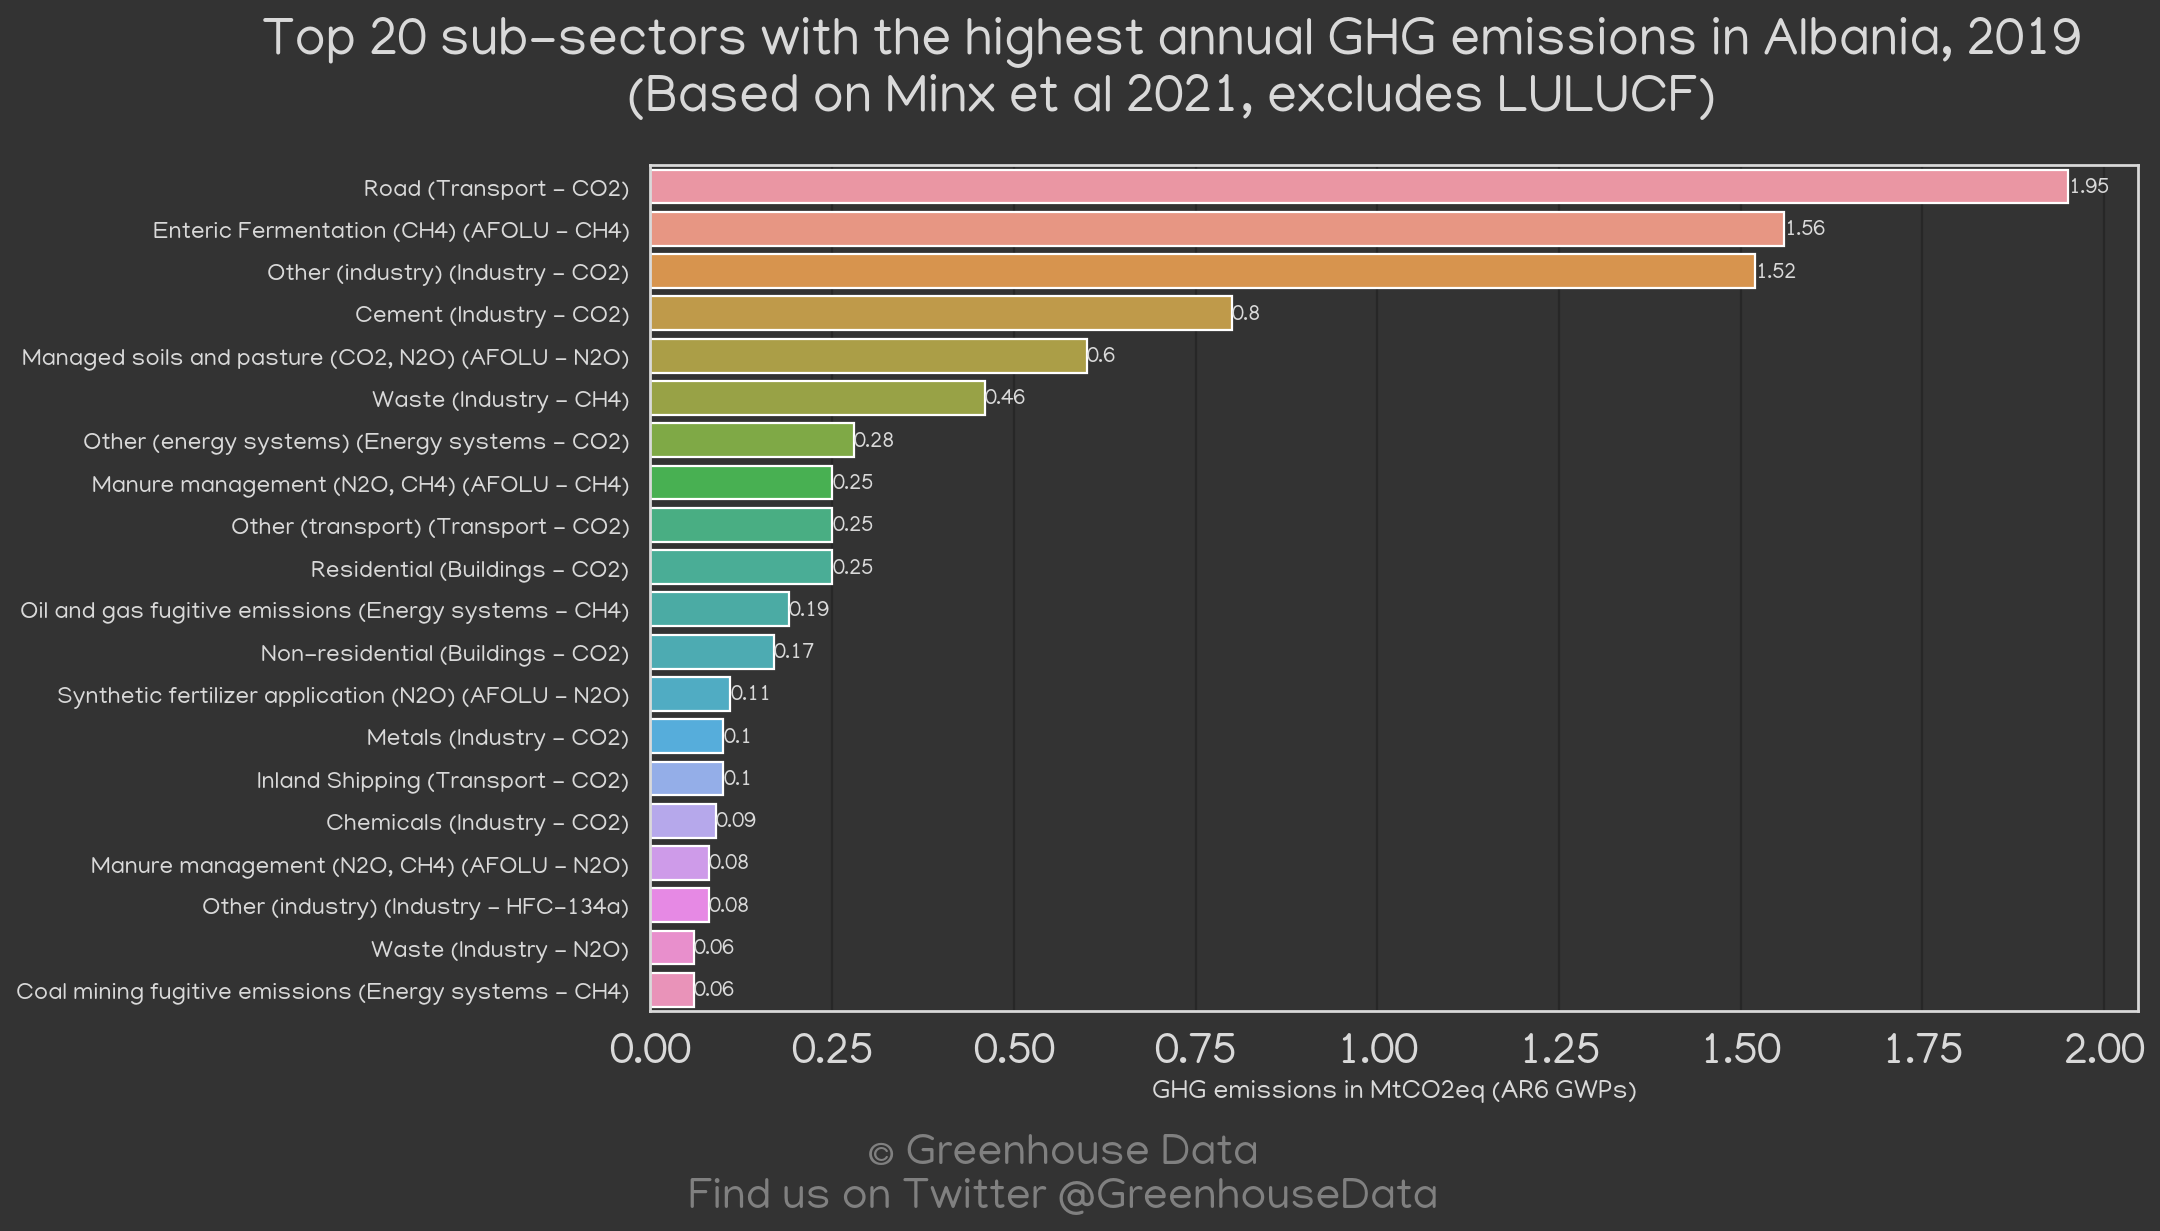 Top 20 sub-sectors with the highest annual GHG emissions in Albania, 2019
(Based on Minx et al 2021, excludes LULUCF)
Road (Transport - CO2) 1.95
Enteric Fermentation (CH4) (AFOLU - CH4) 1.56
Other (industry) (Industry - CO2) 1.52
Cement (Industry - CO2) 0.8
Managed soils and pasture (CO2, N2O) (AFOLU - N2O) 0.6
Waste (Industry - CH4) 0.46
Other (energy systems) (Energy systems - CO2) 0.28
Manure management (N2O, CH4) (AFOLU - CH4) 0.25
Other (transport) (Transport - CO2) 0.25
Residential (Buildings - CO2) 0.25
Oil and gas fugitive emissions (Energy systems - CH4) 0.19
Non-residential (Buildings - CO2) 0.17
Synthetic fertilizer application (N2O) (AFOLU - N2O) 0.11
Metals (Industry - CO2) 0.1
Inland Shipping (Transport - CO2) 0.1
Chemicals (Industry - CO2) 0.09
Manure management (N2O, CH4) (AFOLU - N2O) 0.08
Other (industry) (Industry - HFC-134a) 0.08
Waste (Industry - N2O) 0.06
Coal mining fugitive emissions (Energy systems - CH4) 0.06
0.00 0.25 0.50 0.75 1.00 1.25 1.50 1.75 2.00
GHG emissions in MtCO2eq (AR6 GWPs)
© Greenhouse Data
Find us on Twitter @GreenhouseData